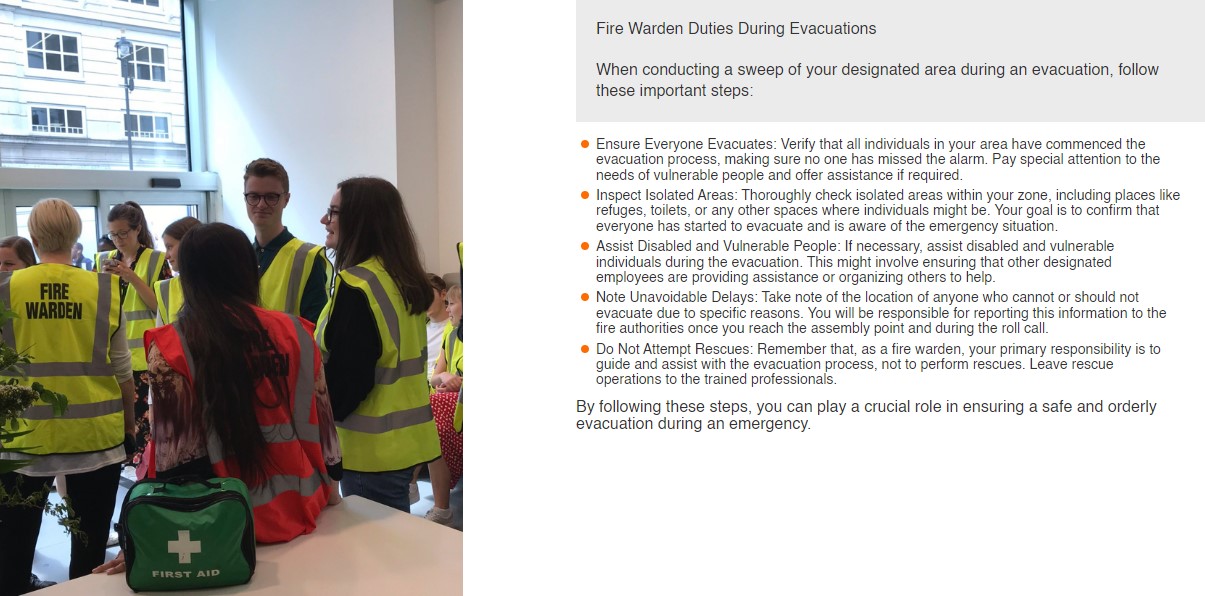 FIRE
WARDEN
FIRST AID
Fire Warden Duties During Evacuations
When conducting a sweep of your designated area during an evacuation, follow
these important steps:
Ensure Everyone Evacuates: Verify that all individuals in your area have commenced the
evacuation process, making sure no one has missed the alarm. Pay special attention to the
needs of vulnerable people and offer assistance if required.
Inspect Isolated Areas: Thoroughly check isolated areas within your zone, including places like
refuges, toilets, or any other spaces where individuals might be. Your goal is to confirm that
everyone has started to evacuate and is aware of the emergency situation.
Assist Disabled and Vulnerable People: If necessary, assist disabled and vulnerable
individuals during the evacuation. This might involve ensuring that other designated
employees are providing assistance or organizing others to help.
Note Unavoidable Delays: Take note of the location of anyone who cannot or should not
evacuate due to specific reasons. You will be responsible for reporting this information to the
fire authorities once you reach the assembly point and during the roll call.
Do Not Attempt Rescues: Remember that, as a fire warden, your primary responsibility is to
guide and assist with the evacuation process, not to perform rescues. Leave rescue
operations to the trained professionals.
By following these steps, you can play a crucial role in ensuring a safe and orderly
evacuation during an emergency.